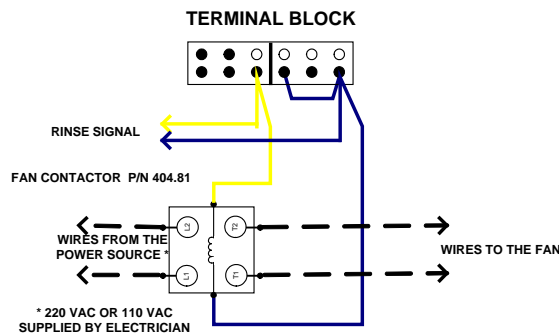 TERMINAL BLOCK
RINSE SIGNAL
FAN CONTACTOR P/N 404.81
L2
T2
WIRES FROM THE
POWER SOURCE *
WIRES TO THE FAN
L1
T1
* 220 VAC OR 110 VAC
SUPPLIED BY ELECTRICIAN